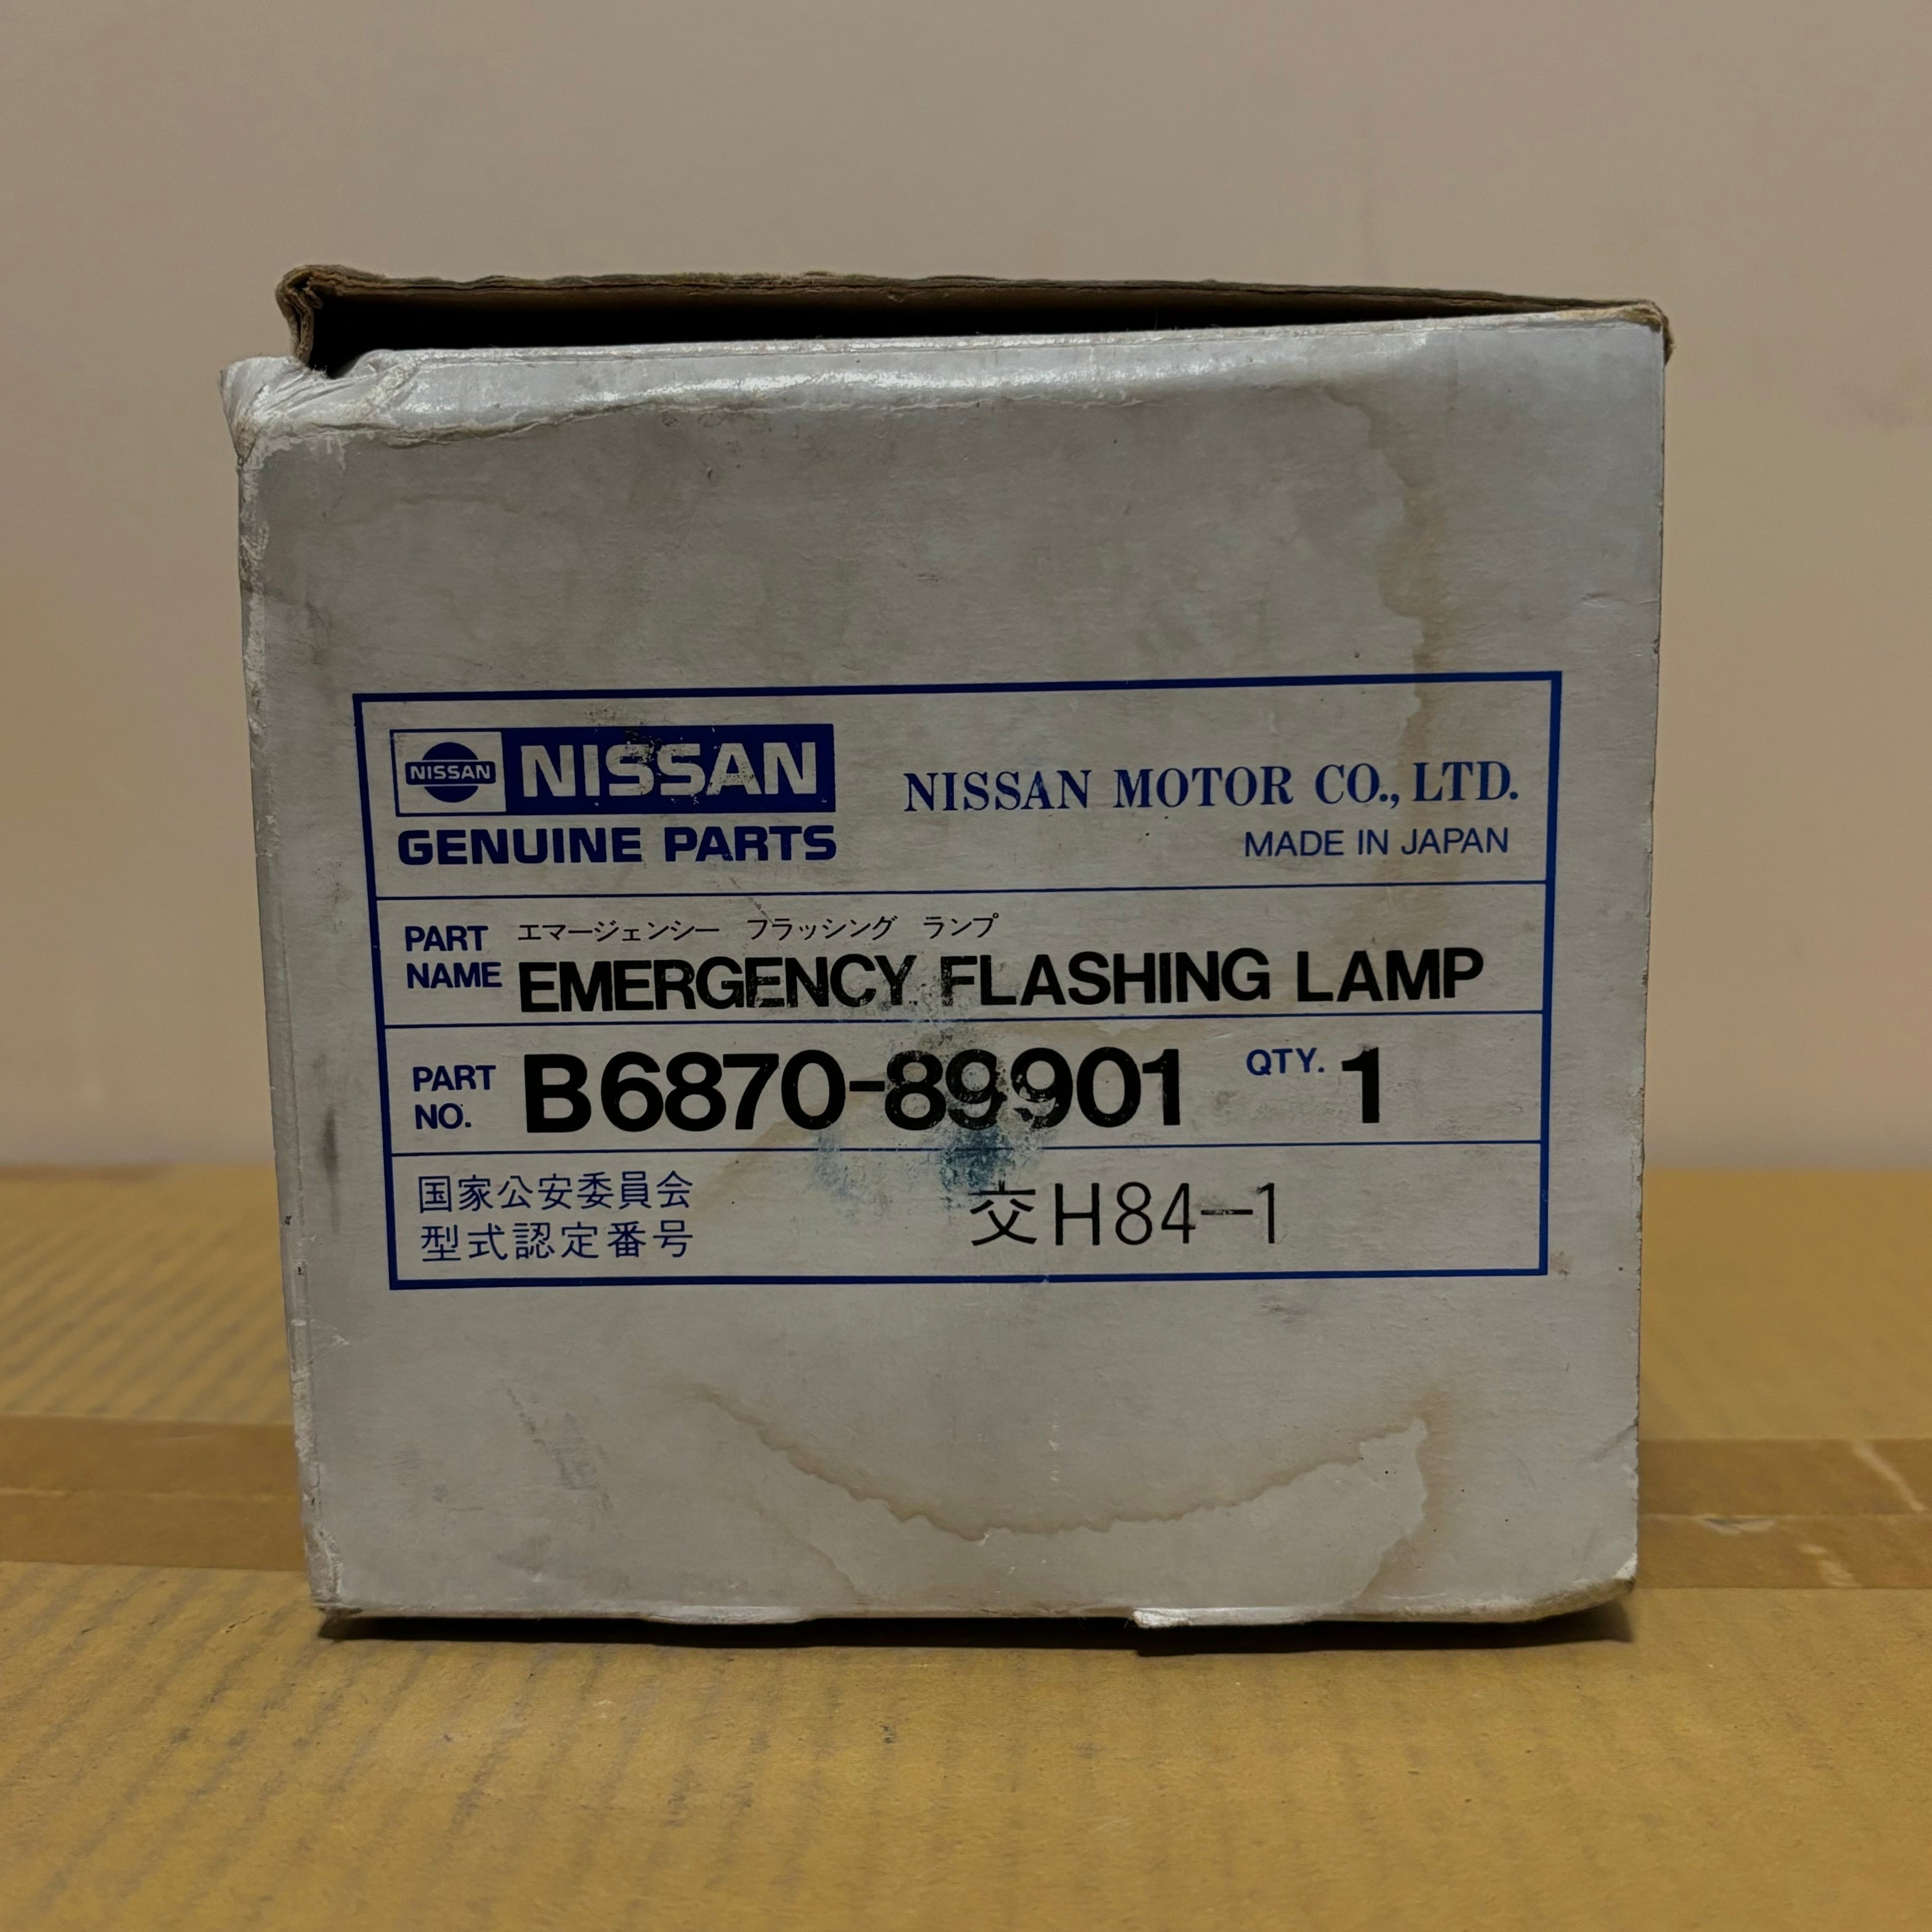 NISSAN NISSAN
GENUINE PARTS
NISSAN MOTOR CO., LTD.
MADE IN JAPAN
PART NAME
エマージェンシー フラッシング ランプ
EMERGENCY FLASHING LAMP
PART NO.
B6870-89901 QTY. 1
国家公安委員会
型式認定番号
交H84-1